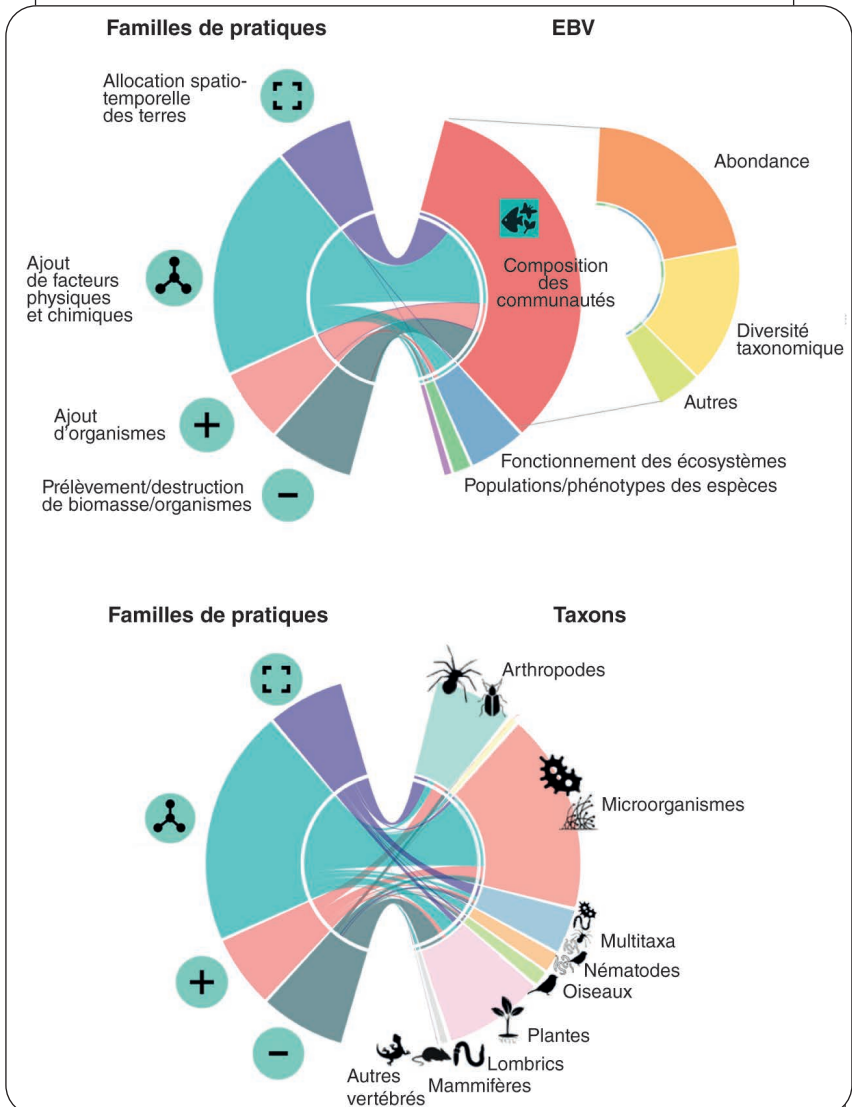 Familles de pratiques
EBV
Allocation spatio-
temporelle
des terres
Abondance
Composition
des
communautés
Ajout
de facteurs
physiques
et chimiques
Diversité
taxonomique
Autres
Ajout
d'organismes
Fonctionnement des écosystèmes
Populations/phénotypes des espèces
Prélèvement/destruction
de biomasse/organismes
Familles de pratiques
Taxons
Arthropodes
Microorganismes
Multitaxa
Nématodes
Oiseaux
Plantes
Lombrics
Mammifères
Autres
vertébrés